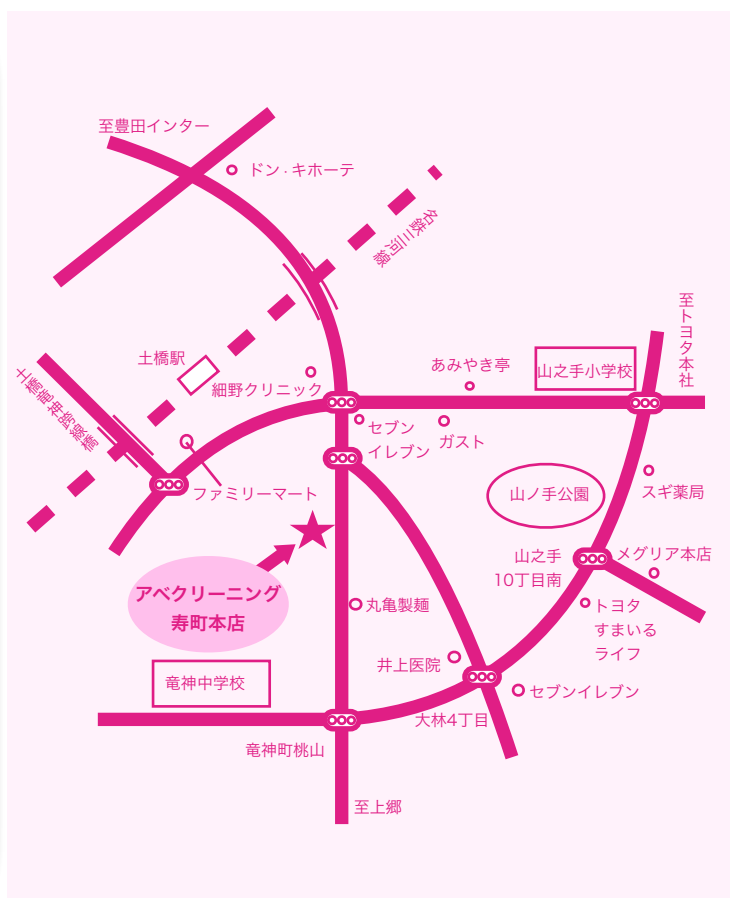 至豊田インター
ドン・キホーテ
名鉄三河線
至トヨタ本社
土橋駅
あみやき亭
山之手小学校
細野クリニック
土橋竜神跨線橋
セブン
イレブン
ガスト
ファミリーマート
山ノ手公園
スギ薬局
山之手
10丁目南
メグリア本店
アベクリーニング
寿町本店
丸亀製麺
トヨタ
すまいる
ライフ
井上医院
竜神中学校
セブンイレブン
大林4丁目
竜神町桃山
至上郷